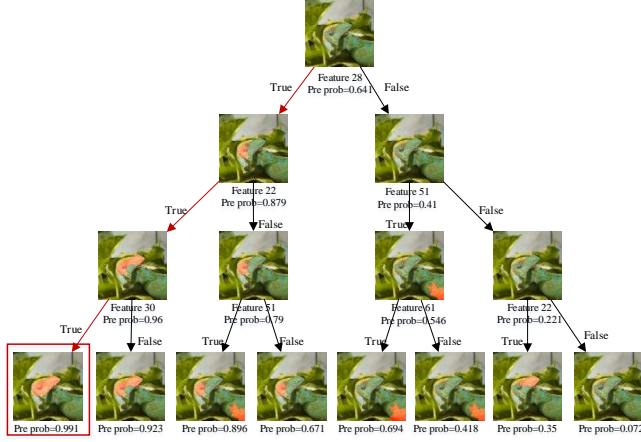 Feature 28
Pre prob=0.641
True
False
Feature 22
Pre prob=0.879
Feature 51
Pre prob=0.41
True
False
True
False
Feature 30
Pre prob=0.96
Feature 51
Pre prob=0.79
Feature 61
Pre prob=0.546
Feature 22
Pre prob=0.221
True
False
True
False
True
False
True
False
Pre prob=0.991
Pre prob=0.923
Pre prob=0.896
Pre prob=0.671
Pre prob=0.694
Pre prob=0.418
Pre prob=0.35
Pre prob=0.072